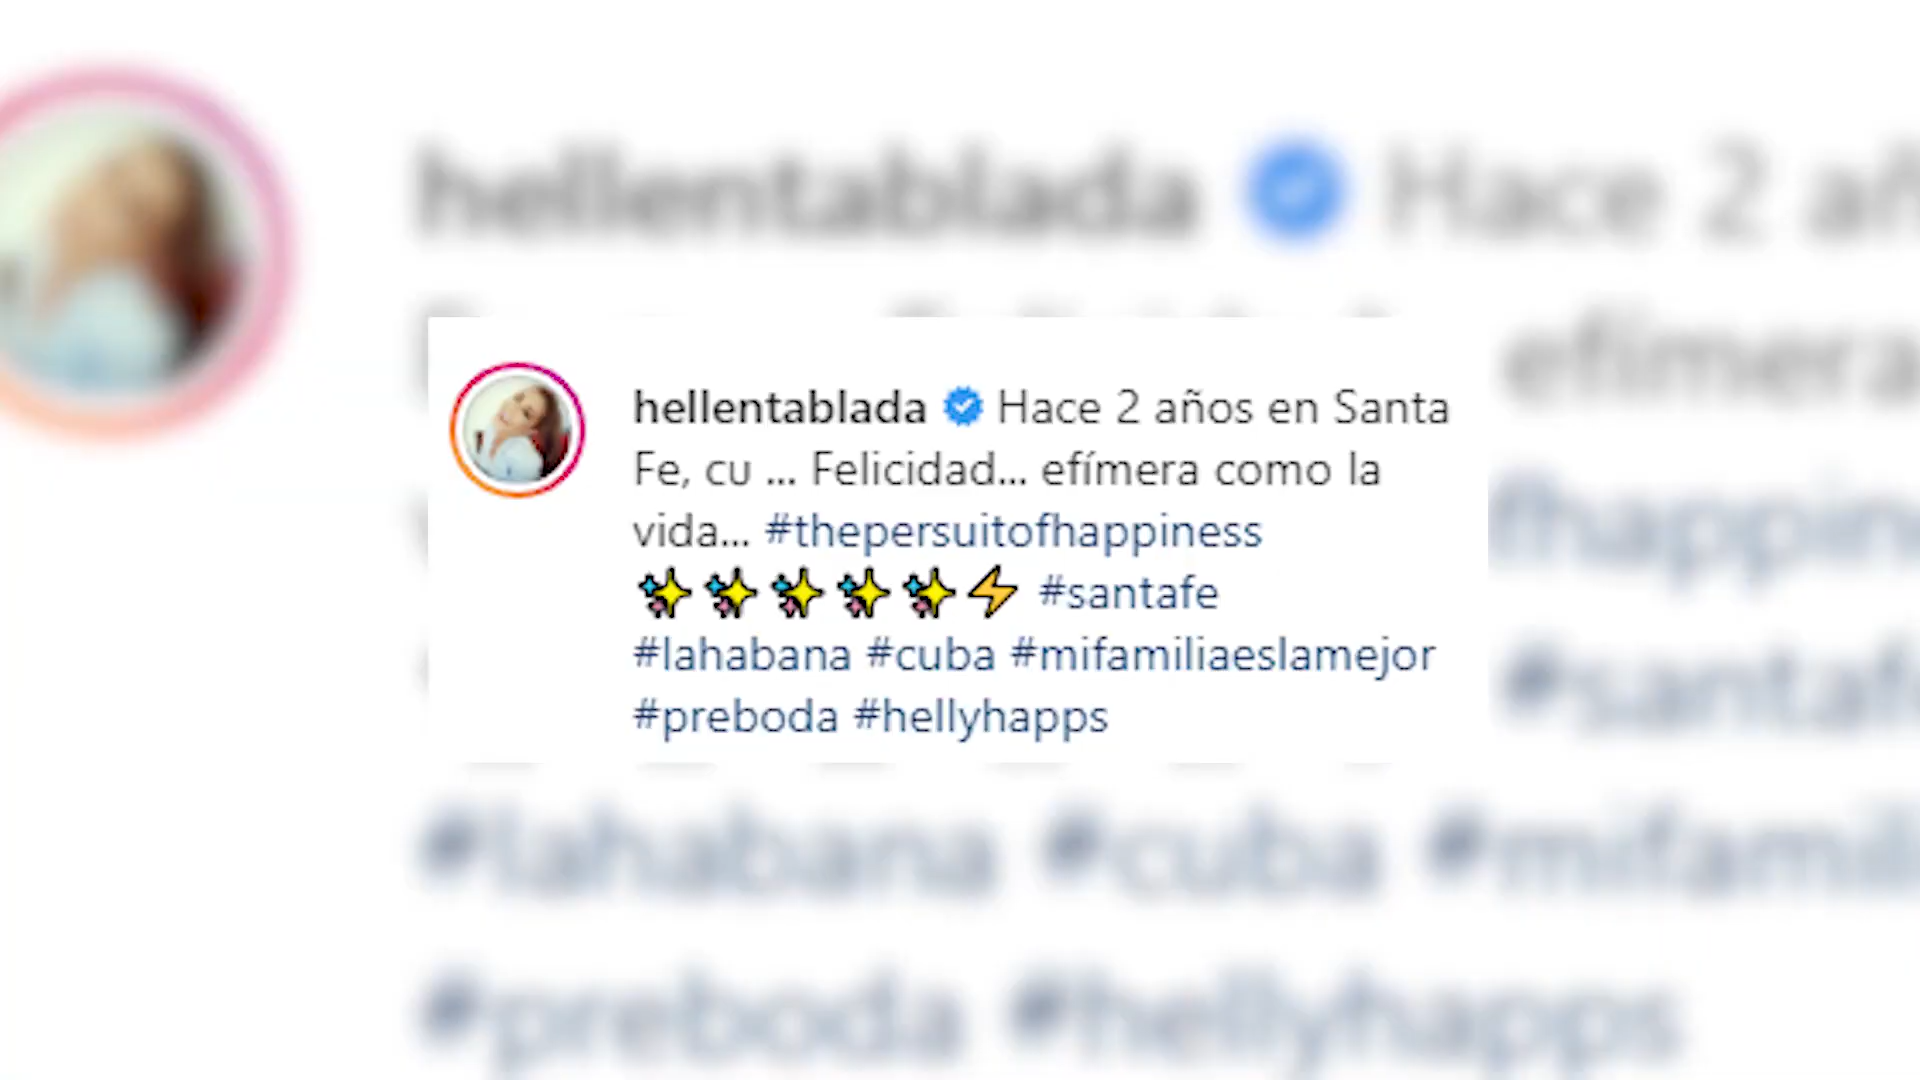 hellentablada Hace 2 años en Santa
Fe, cu ... Felicidad... efímera como la
vida... #thepersuitofhappiness
✨✨✨✨✨⚡ #santafe
#lahabana #cuba #mifamiliaeslamejor
#preboda #hellyhapps